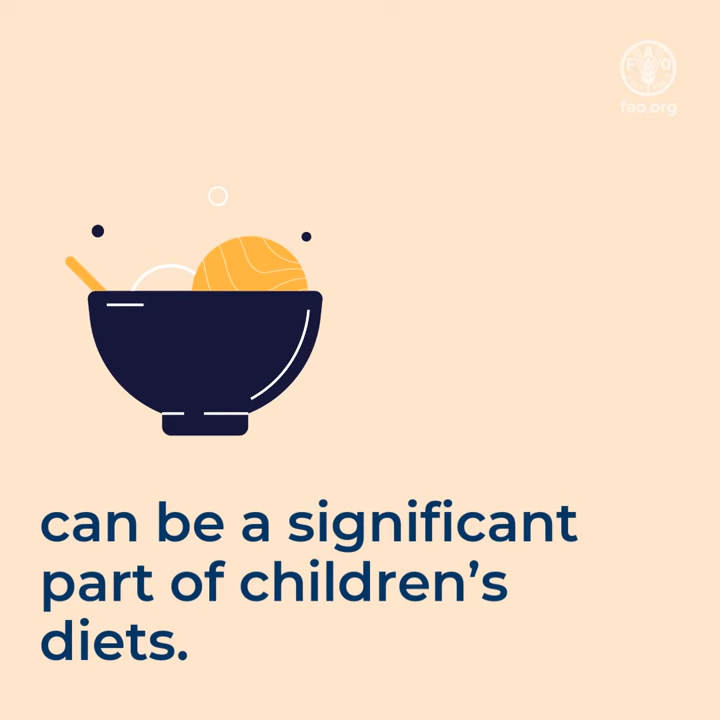 F A O
fao.org
can be a significant
part of children’s
diets.